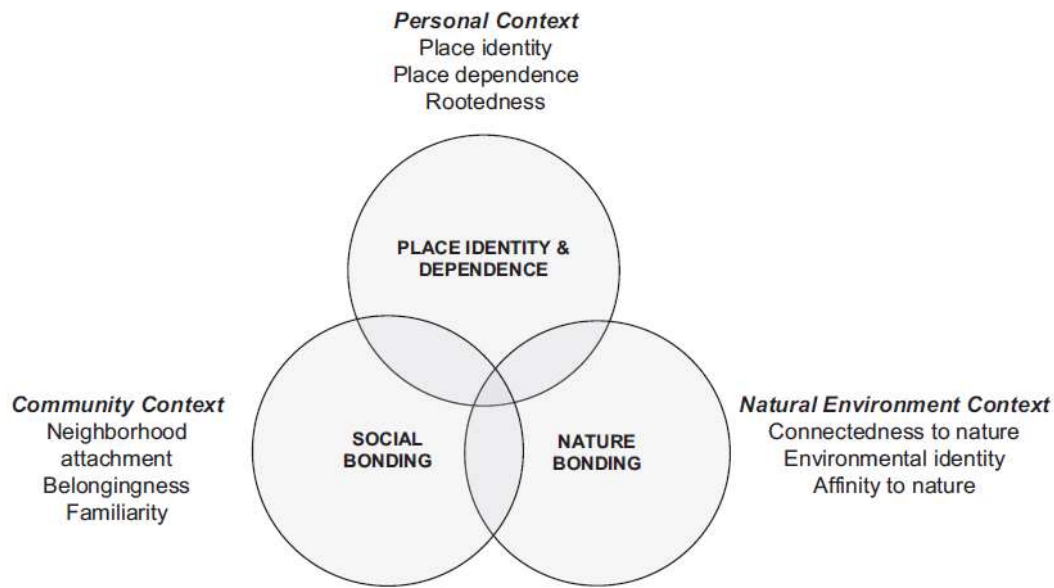 Personal Context
Place identity
Place dependence
Rootedness
PLACE IDENTITY &
DEPENDENCE
Community Context
Neighborhood
attachment
Belongingness
Familiarity
SOCIAL
BONDING
NATURE
BONDING
Natural Environment Context
Connectedness to nature
Environmental identity
Affinity to nature